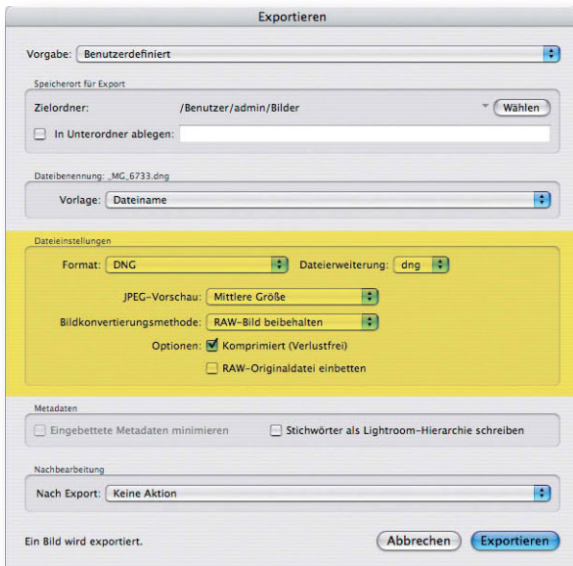 Exportieren
Vorgabe: Benutzerdefiniert
Speicherort für Export
Zielordner: /Benutzer/admin/Bilder Wählen
In Unterordner ablegen:
Dateibenennung: _MG_6733.dng
Vorlage: Dateiname
Dateieinstellungen
Format: DNG Dateierweiterung: dng
JPEG-Vorschau: Mittlere Größe
Bildkonvertierungsmethode: RAW-Bild beibehalten
Optionen: Komprimiert (Verlustfrei)
RAW-Originaldatei einbetten
Metadaten
Eingebettete Metadaten minimieren Stichwörter als Lightroom-Hierarchie schreiben
Nachbearbeitung
Nach Export: Keine Aktion
Ein Bild wird exportiert. Abbrechen Exportieren